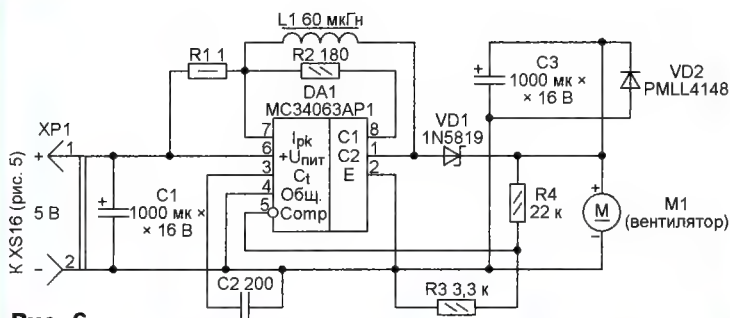 L1 60 мкГн
R1 1
R2 180
DA1
MC34063AP1
C3
1000 мк ×
× 16 В
VD2
PMLL4148
VD1
1N5819
XP1
К XS16 (рис. 5)
+
1
5 В
−
2
+
C1
1000 мк ×
× 16 В
7
6
3
4
5
Ipk
+Uпит
Ct
Общ.
Comp
C1
C2
E
8
1
2
+
R4
22 к
+
M
−
M1
(вентилятор)
C2 200
R3 3,3 к